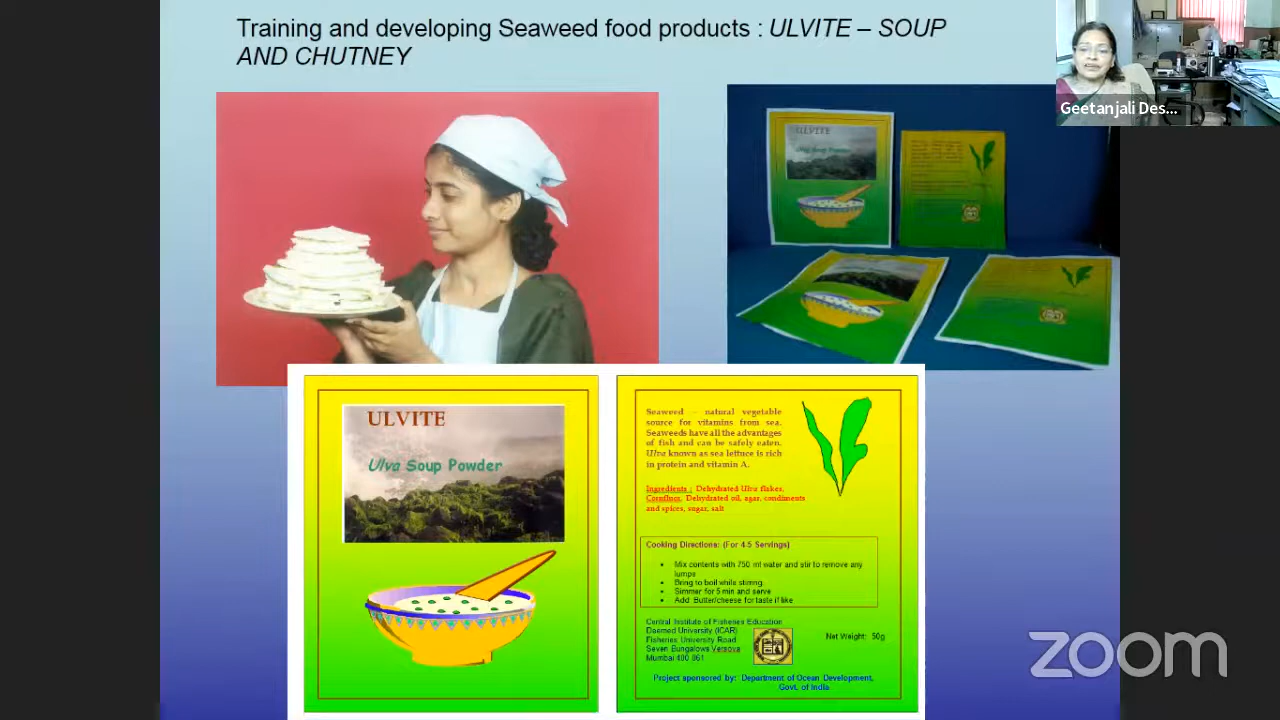 Training and developing Seaweed food products : ULVITE – SOUP
AND CHUTNEY
Geetanjali Des...
ULVITE
Ulva Soup Powder
ULVITE
Ulva Soup Powder
Seaweed – natural vegetable
source for vitamins from sea.
Seaweeds have all the advantages
of fish and can be safely eaten.
Ulva known as sea lettuce is rich
in protein and vitamin A.
Ingredients : Dehydrated Ulva flakes,
Cornflour, Dehydrated oil, agar, condiments
and spices, sugar, salt
Cooking Directions: (For 4.5 Servings)
• Mix contents with 750 ml water and stir to remove any
lumps
• Bring to boil while stirring
• Simmer for 5 min and serve
• Add Butter/cheese for taste if like
Central Institute of Fisheries Education
Deemed University (ICAR)
Fisheries University Road
Seven Bungalows Versova
Mumbai 400 061
Net Weight: 50g
Project sponsored by: Department of Ocean Development,
Govt. of India
zoom